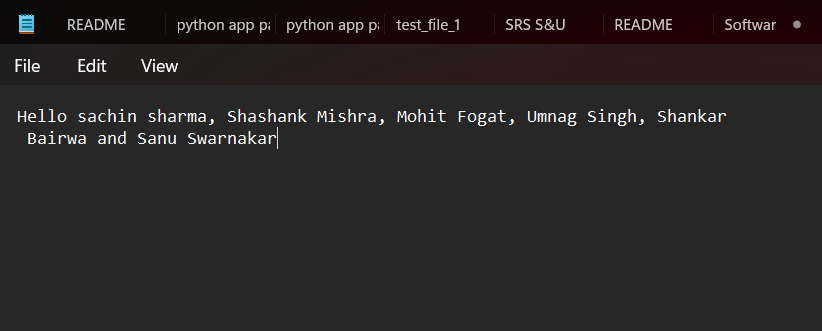 README python app pa python app pa test_file_1 SRS S&U README Softwar
File Edit View
Hello sachin sharma, Shashank Mishra, Mohit Fogat, Umnag Singh, Shankar
Bairwa and Sanu Swarnakar